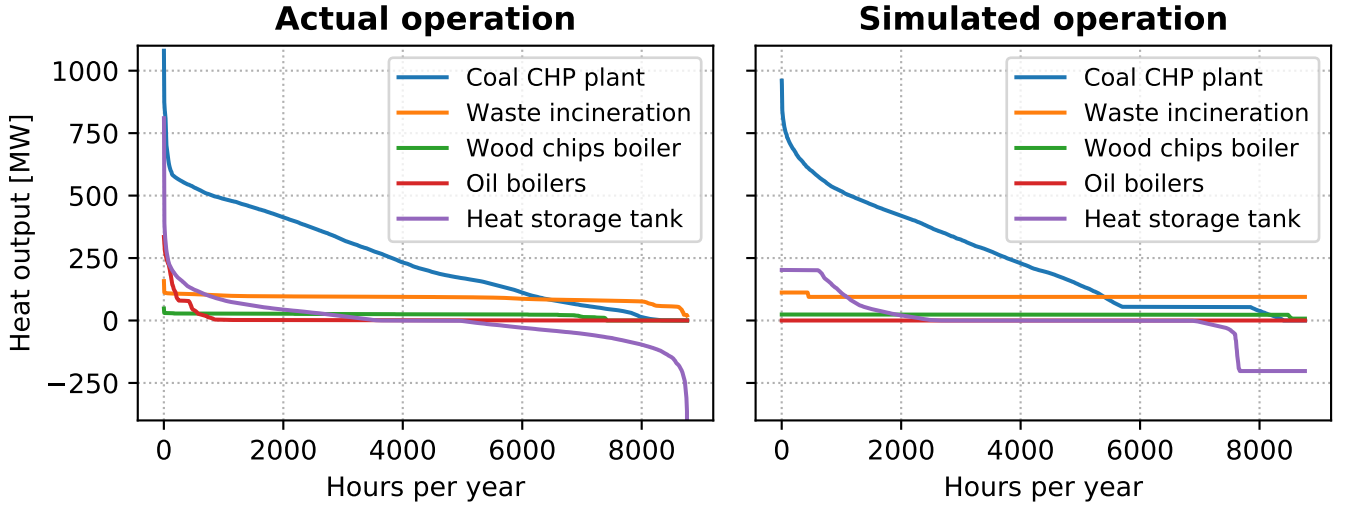 Actual operation
Simulated operation
Heat output [MW]
1000
750
500
250
0
−250
Coal CHP plant
Waste incineration
Wood chips boiler
Oil boilers
Heat storage tank
0 2000 4000 6000 8000
Hours per year
Coal CHP plant
Waste incineration
Wood chips boiler
Oil boilers
Heat storage tank
0 2000 4000 6000 8000
Hours per year